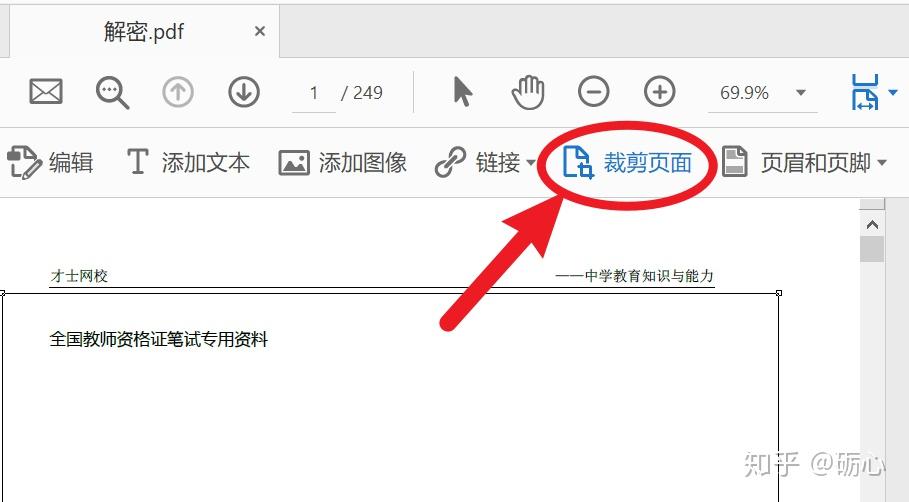 解密.pdf ×
1 / 249 69.9%
编辑 添加文本 添加图像 链接 裁剪页面 页眉和页脚
才士网校 ——中学教育知识与能力
全国教师资格证笔试专用资料
知乎 @砺心